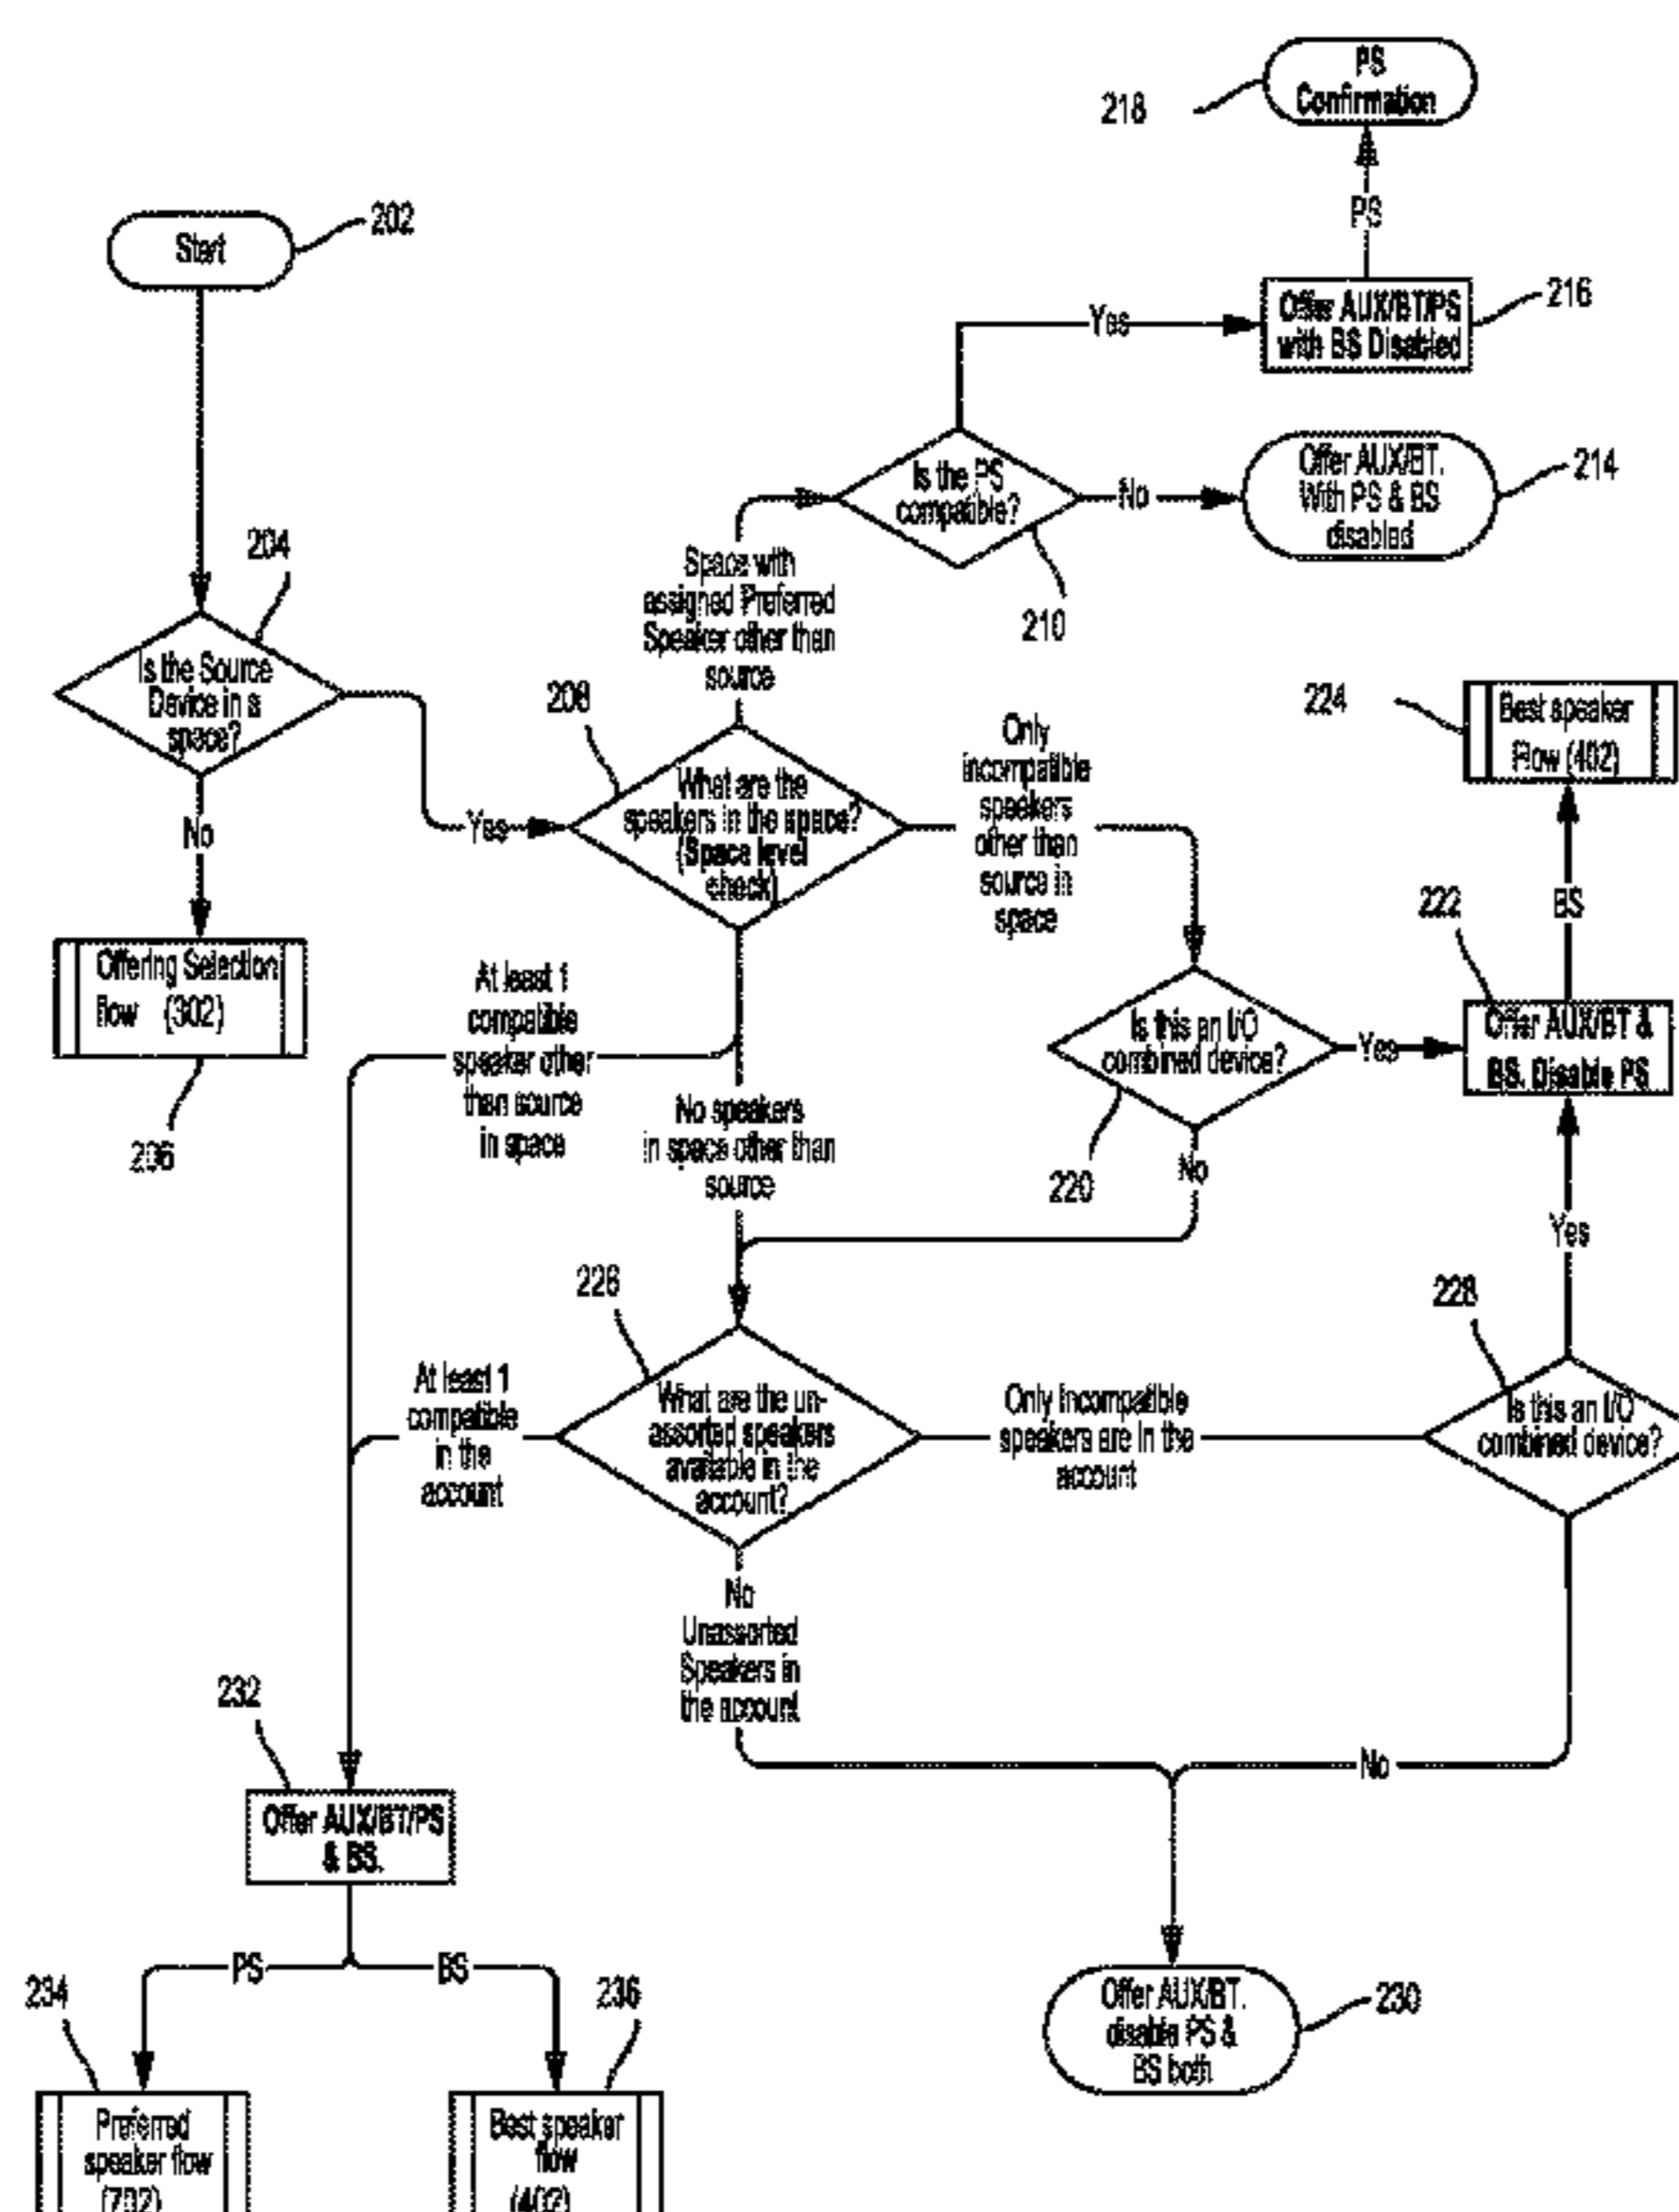 PS
Confirmation
218
PS
Start
202
Offer AUX/BT/PS
with BS Disabled
216
Yes
Is the PS
compatible?
210
No
Offer AUX/BT.
With PS & BS
disabled
214
204
Is the Source
Device in a
space?
Space with
assigned Preferred
Speaker other than
source
208
What are the
speakers in the space?
(Space level
check)
Yes
No
Only
incompatible
speakers
other than
source in
space
224
Best speaker
Flow (402)
BS
222
Offer AUX/BT &
BS. Disable PS
Offering Selection
flow (302)
206
At least 1
compatible
speaker other
than source
in space
No speakers
in space other than
source
Is this an I/O
combined device?
Yes
220
No
Yes
226
What are the un-
assorted speakers
available in the
account?
At least 1
compatible
in the
account
Only incompatible
speakers are in the
account
228
Is this an I/O
combined device?
No
Unassorted
Speakers in
the account
No
232
Offer AUX/BT/PS
& BS.
PS
BS
234
236
Preferred
speaker flow
(702)
Best speaker
flow
(402)
Offer AUX/BT.
disable PS &
BS both
230